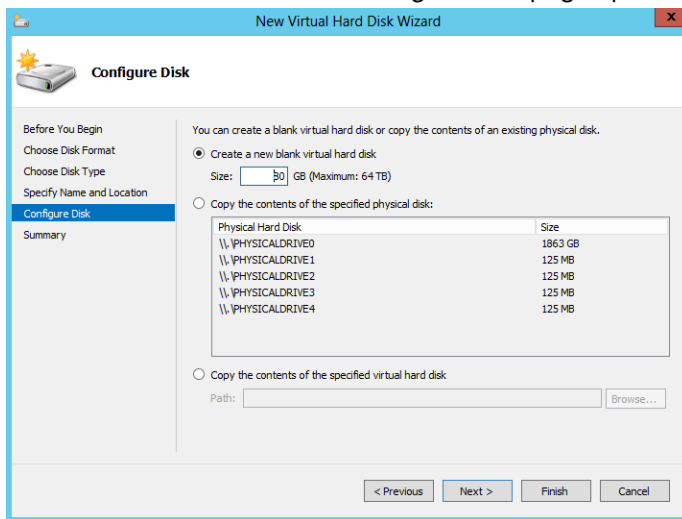 New Virtual Hard Disk Wizard
x
Configure Disk
Before You Begin
Choose Disk Format
Choose Disk Type
Specify Name and Location
Configure Disk
Summary
You can create a blank virtual hard disk or copy the contents of an existing physical disk.
Create a new blank virtual hard disk
Size: 80 GB (Maximum: 64 TB)
Copy the contents of the specified physical disk:
Physical Hard Disk Size
\\.\PHYSICALDRIVE0 1863 GB
\\.\PHYSICALDRIVE1 125 MB
\\.\PHYSICALDRIVE2 125 MB
\\.\PHYSICALDRIVE3 125 MB
\\.\PHYSICALDRIVE4 125 MB
Copy the contents of the specified virtual hard disk
Path: Browse...
< Previous Next > Finish Cancel